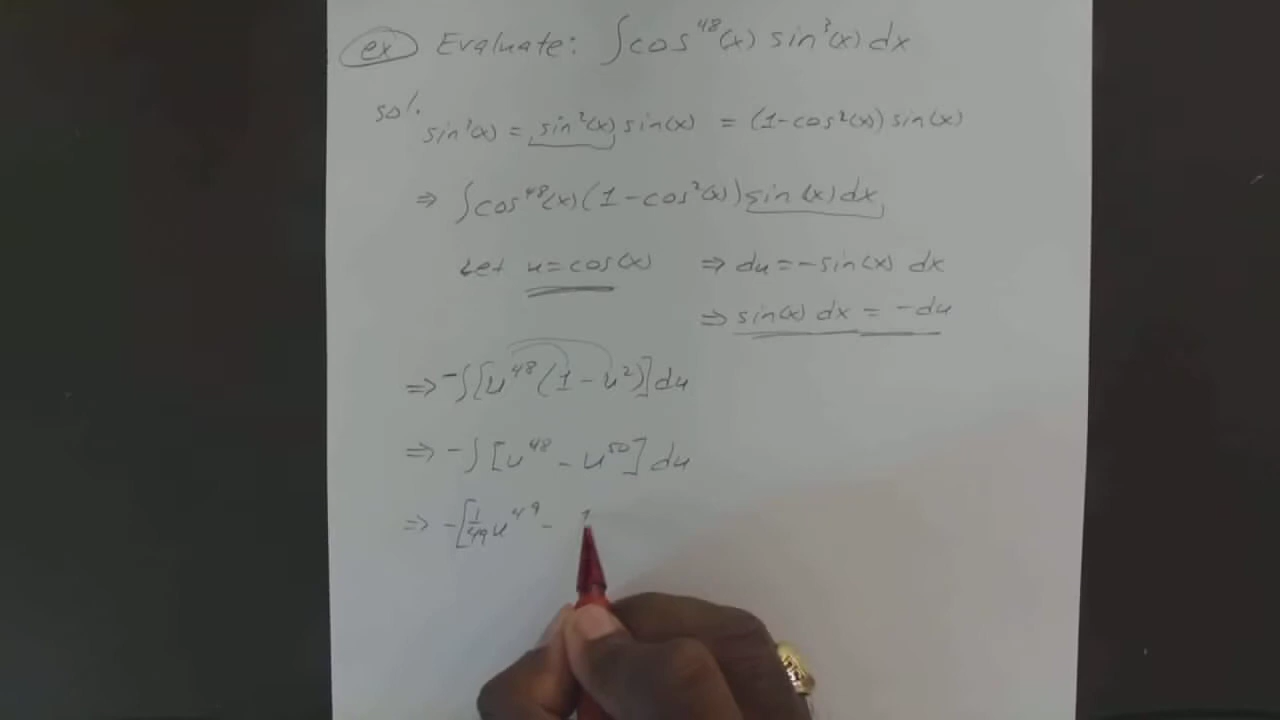 ex Evaluate: ∫cos⁴⁸(x) sin³(x) dx
sol.
sin³(x) = sin²(x) sin(x) = (1-cos²(x)) sin(x)
⇒ ∫cos⁴⁸(x)(1-cos²(x)) sin(x) dx
Let u=cos(x) ⇒ du=-sin(x) dx
⇒ sin(x) dx = -du
⇒ -∫[u⁴⁸(1-u²)]du
⇒ -∫[u⁴⁸ - u⁵⁰]du
⇒ -[1/49 u⁴⁹ - 1